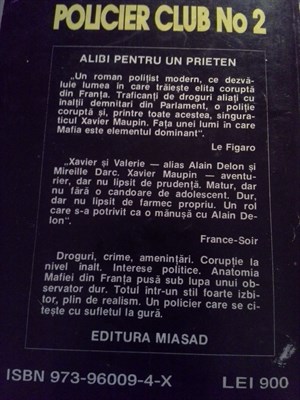 POLICIER CLUB No 2
ALIBI PENTRU UN PRIETEN
„Un roman polițist modern, ce dezvă-
luie lumea în care trăiește elita coruptă
din Franța. Traficanți de droguri aliați cu
înalții demnitari din Parlament, o poliție
coruptă și, printre toate acestea, singura-
ticul Xavier Maupin. Fața unei lumi în care
Mafia este elementul dominant".
Le Figaro
„Xavier și Valerie — alias Alain Delon și
Mireille Darc. Xavier Maupin — aventu-
rier, dar nu lipsit de prudență. Matur, dar
nu fără o candoare de adolescent. Dur,
dar nu lipsit de farmec propriu. Un rol
care s-a potrivit ca o mănușă cu Alain De-
lon".
France-Soir
Droguri, crime, amenințări. Corupție la
nivel înalt. Interese politice. Anatomia
Mafiei din Franța pusă sub lupa unui ob-
servator dur. Totul într-un stil foarte izbi-
tor, plin de realism. Un policier care se ci-
tește cu sufletul la gură.
EDITURA MIASAD
ISBN 973-96009-4-X LEI 900